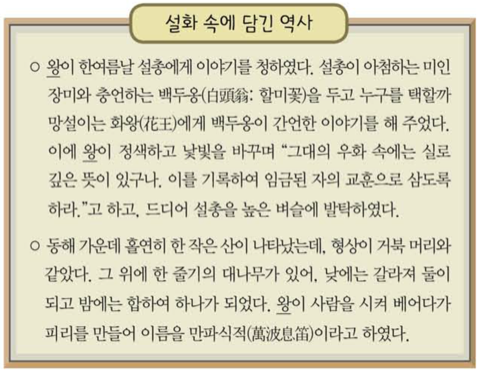 설화 속에 담긴 역사
○ 왕이 한여름날 설총에게 이야기를 청하였다. 설총이 아첨하는 미인
장미와 충언하는 백두옹(白頭翁: 할미꽃)을 두고 누구를 택할까
망설이는 화왕(花王)에게 백두옹이 간언한 이야기를 해 주었다.
이에 왕이 정색하고 낯빛을 바꾸며 “그대의 우화 속에는 실로
깊은 뜻이 있구나. 이를 기록하여 임금된 자의 교훈으로 삼도록
하라.”고 하고, 드디어 설총을 높은 벼슬에 발탁하였다.
○ 동해 가운데 홀연히 한 작은 산이 나타났는데, 형상이 거북 머리와
같았다. 그 위에 한 줄기의 대나무가 있어, 낮에는 갈라져 둘이
되고 밤에는 합하여 하나가 되었다. 왕이 사람을 시켜 베어다가
피리를 만들어 이름을 만파식적(萬波息笛)이라고 하였다.